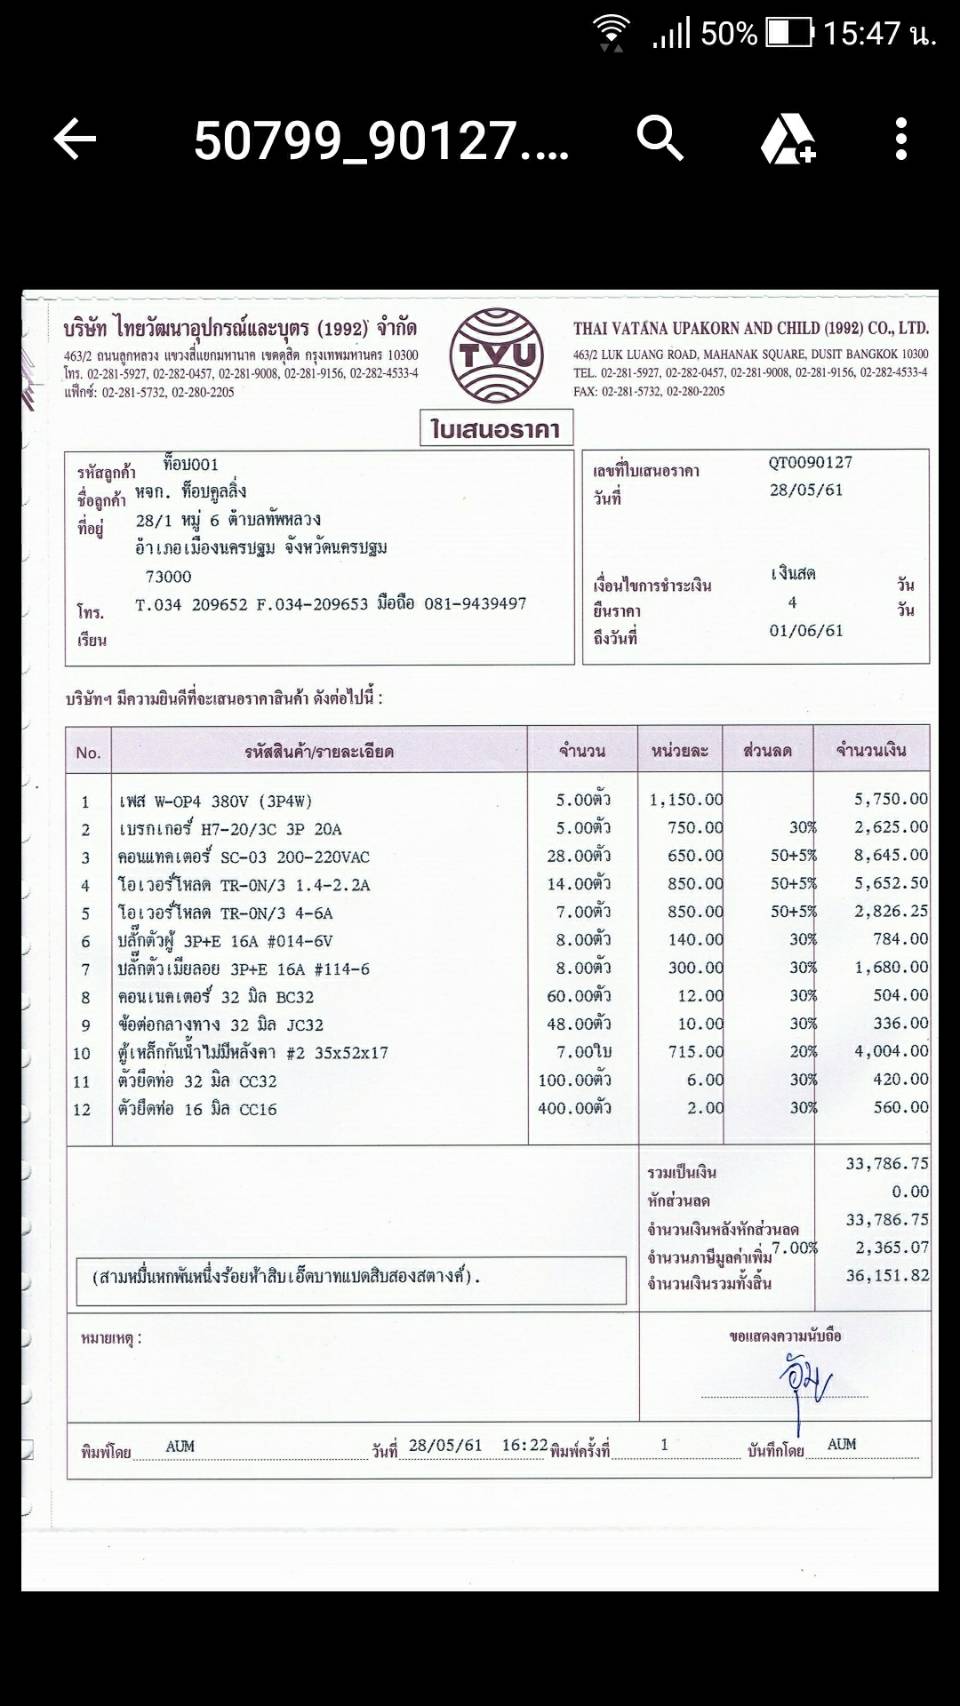 50% 15:47 น.
50799_90127....
บริษัท ไทยวัฒนาอุปกรณ์และบุตร (1992) จำกัด
463/2 ถนนลูกหลวง แขวงสี่แยกมหานาค เขตดุสิต กรุงเทพมหานคร 10300
โทร. 02-281-5927, 02-282-0457, 02-281-9008, 02-281-9156, 02-282-4533-4
แฟ็กซ์: 02-281-5732, 02-280-2205
TVU
THAI VATANA UPAKORN AND CHILD (1992) CO., LTD.
463/2 LUK LUANG ROAD, MAHANAK SQUARE, DUSIT BANGKOK 10300
TEL. 02-281-5927, 02-282-0457, 02-281-9008, 02-281-9156, 02-282-4533-4
FAX: 02-281-5732, 02-280-2205
ใบเสนอราคา
รหัสลูกค้า ท็อป001
ชื่อลูกค้า หจก. ท็อปคูลลิ่ง
ที่อยู่ 28/1 หมู่ 6 ตำบลทัพหลวง
อำเภอเมืองนครปฐม จังหวัดนครปฐม
73000
โทร. T.034 209652 F.034-209653 มือถือ 081-9439497
เรียน
เลขที่ใบเสนอราคา QT0090127
วันที่ 28/05/61
เงื่อนไขการชำระเงิน เงินสด วัน
ยืนราคา 4 วัน
ถึงวันที่ 01/06/61
บริษัทฯ มีความยินดีที่จะเสนอราคาสินค้า ดังต่อไปนี้ :
No. รหัสสินค้า/รายละเอียด จำนวน หน่วยละ ส่วนลด จำนวนเงิน
1 เฟส W-OP4 380V (3P4W) 5.00ตัว 1,150.00 5,750.00
2 เบรกเกอร์ H7-20/3C 3P 20A 5.00ตัว 750.00 30% 2,625.00
3 คอนแทคเตอร์ SC-03 200-220VAC 28.00ตัว 650.00 50+5% 8,645.00
4 โอเวอร์โหลด TR-0N/3 1.4-2.2A 14.00ตัว 850.00 50+5% 5,652.50
5 โอเวอร์โหลด TR-0N/3 4-6A 7.00ตัว 850.00 50+5% 2,826.25
6 ปลั๊กตัวผู้ 3P+E 16A #014-6V 8.00ตัว 140.00 30% 784.00
7 ปลั๊กตัวเมียลอย 3P+E 16A #114-6 8.00ตัว 300.00 30% 1,680.00
8 คอนเนคเตอร์ 32 มิล BC32 60.00ตัว 12.00 30% 504.00
9 ข้อต่อกลางทาง 32 มิล JC32 48.00ตัว 10.00 30% 336.00
10 ตู้เหล็กกันน้ำไม่มีหลังคา #2 35x52x17 7.00ใบ 715.00 20% 4,004.00
11 ตัวยึดท่อ 32 มิล CC32 100.00ตัว 6.00 30% 420.00
12 ตัวยึดท่อ 16 มิล CC16 400.00ตัว 2.00 30% 560.00
รวมเป็นเงิน 33,786.75
หักส่วนลด 0.00
จำนวนเงินหลังหักส่วนลด 33,786.75
จำนวนภาษีมูลค่าเพิ่ม 7.00% 2,365.07
จำนวนเงินรวมทั้งสิ้น 36,151.82
(สามหมื่นหกพันหนึ่งร้อยห้าสิบเอ็ดบาทแปดสิบสองสตางค์).
หมายเหตุ :
ขอแสดงความนับถือ
อุ้ม
พิมพ์โดย AUM วันที่ 28/05/61 16:22 พิมพ์ครั้งที่ 1 บันทึกโดย AUM